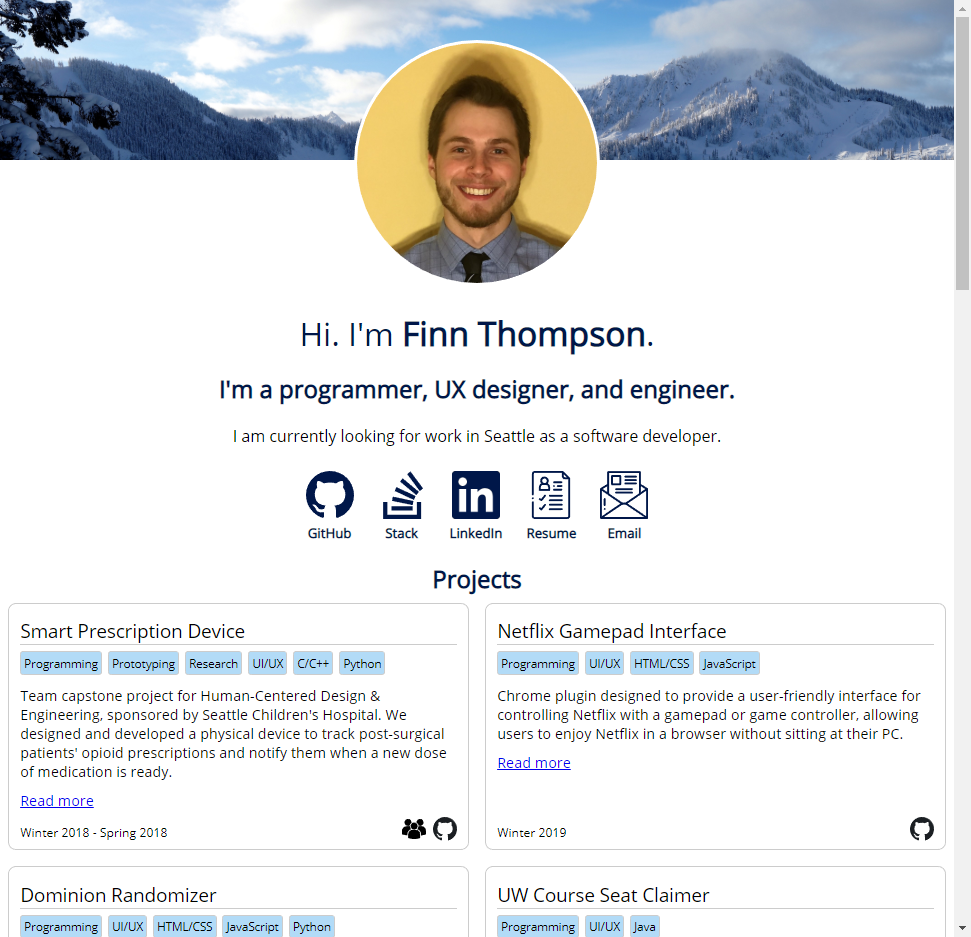 Hi. I'm Finn Thompson.
I'm a programmer, UX designer, and engineer.
I am currently looking for work in Seattle as a software developer.
GitHub Stack LinkedIn Resume Email
Projects
Smart Prescription Device
Programming Prototyping Research UI/UX C/C++ Python
Team capstone project for Human-Centered Design &
Engineering, sponsored by Seattle Children's Hospital. We
designed and developed a physical device to track post-surgical
patients' opioid prescriptions and notify them when a new dose
of medication is ready.
Read more
Winter 2018 - Spring 2018
Netflix Gamepad Interface
Programming UI/UX HTML/CSS JavaScript
Chrome plugin designed to provide a user-friendly interface for
controlling Netflix with a gamepad or game controller, allowing
users to enjoy Netflix in a browser without sitting at their PC.
Read more
Winter 2019
Dominion Randomizer
Programming UI/UX HTML/CSS JavaScript Python
UW Course Seat Claimer
Programming UI/UX Java